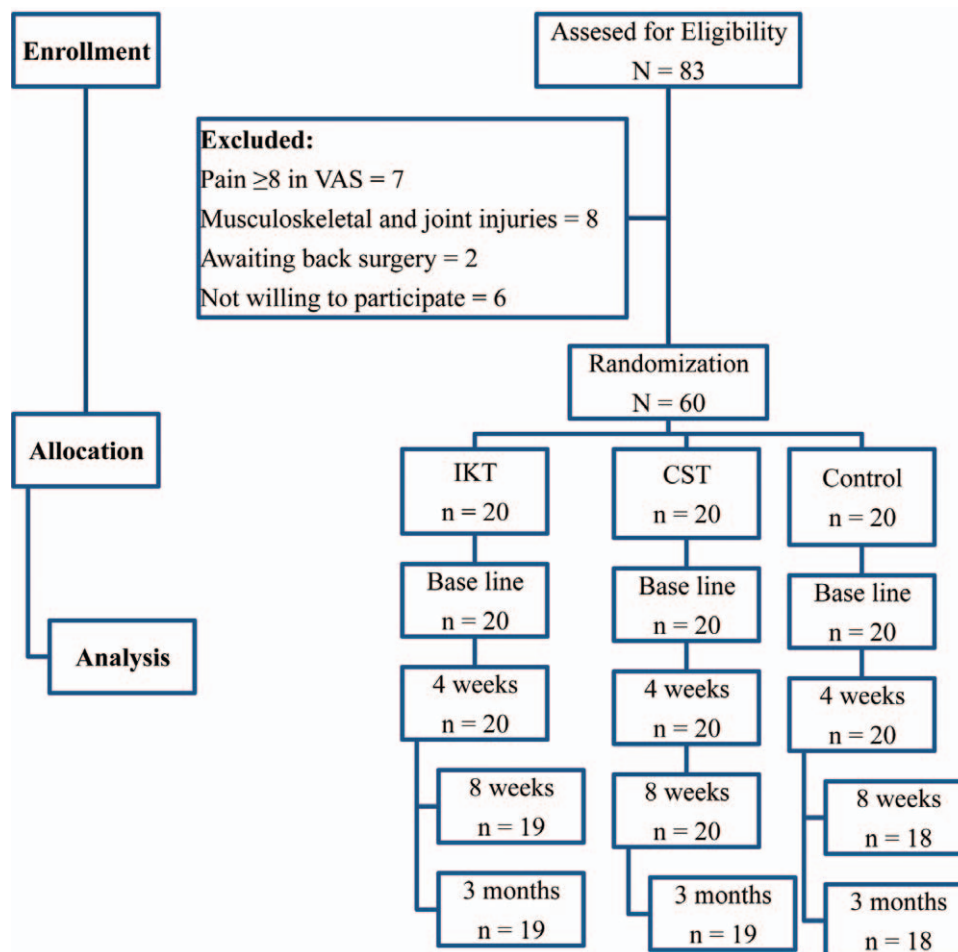 Enrollment
Assesed for Eligibility
N = 83
Excluded:
Pain ≥8 in VAS = 7
Musculoskeletal and joint injuries = 8
Awaiting back surgery = 2
Not willing to participate = 6
Randomization
N = 60
Allocation
IKT
n = 20
CST
n = 20
Control
n = 20
Base line
n = 20
Base line
n = 20
Base line
n = 20
Analysis
4 weeks
n = 20
4 weeks
n = 20
4 weeks
n = 20
8 weeks
n = 19
8 weeks
n = 20
8 weeks
n = 18
3 months
n = 19
3 months
n = 19
3 months
n = 18